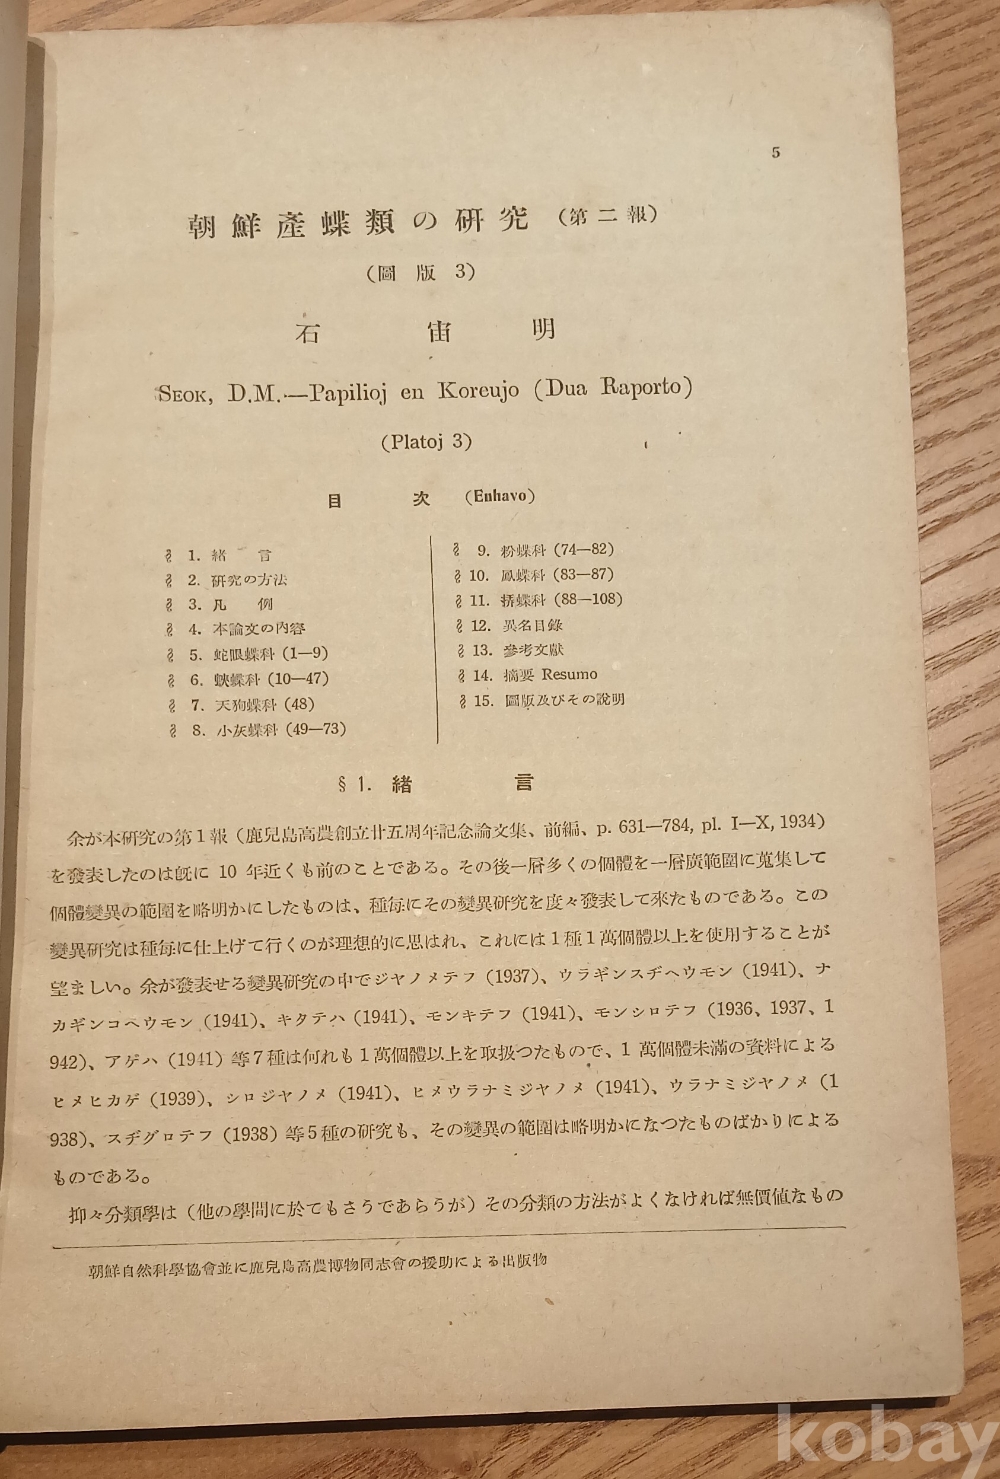 5
朝鮮產蝶類の硏究（第二報）
（圖版 3）
石宙明
SEOK, D.M.—Papilioj en Koreujo (Dua Raporto)
(Platoj 3)
目次 (Enhavo)
§ 1. 緒言
§ 2. 硏究の方法
§ 3. 凡例
§ 4. 本論文の內容
§ 5. 蛇眼蝶科 (1—9)
§ 6. 蛺蝶科 (10—47)
§ 7. 天狗蝶科 (48)
§ 8. 小灰蝶科 (49—73)
§ 9. 粉蝶科 (74—82)
§ 10. 鳳蝶科 (83—87)
§ 11. 挵蝶科 (88—108)
§ 12. 異名目錄
§ 13. 參考文獻
§ 14. 摘要 Resumo
§ 15. 圖版及びその說明
§ 1. 緒言
余が本硏究の第1報（鹿兒島高農創立廿五周年記念論文集、前編、p. 631—784, pl. I—X, 1934）
を發表したのは旣に 10 年近くも前のことである。その後一層多くの個體を一層廣範圍に蒐集して
個體變異の範圍を略明かにしたものは、種每にその變異硏究を度々發表して來たものである。この
變異硏究は種每に仕上げて行くのが理想的に思はれ、これには1種1萬個體以上を使用することが
望ましい。余が發表せる變異硏究の中でジヤノメテフ (1937)、ウラギンスヂヘウモン (1941)、ナ
カギンコヘウモン (1941)、キタテハ (1941)、モンキテフ (1941)、モンシロテフ (1936、1937、1
942)、アゲハ (1941) 等7種は何れも1萬個體以上を取扱つたもので、1 萬個體未滿の資料による
ヒメヒカゲ (1939)、シロジヤノメ (1941)、ヒメウラナミジヤノメ (1941)、ウラナミジヤノメ (1
938)、スヂグロテフ (1938) 等5種の硏究も、その變異の範圍は略明かになつたものばかりによる
ものである。
抑々分類學は（他の學問に於てもさうであらうが）その分類の方法がよくなければ無價値なもの
朝鮮自然科學協會並に鹿兒島高農博物同志會の援助による出版物
kobay